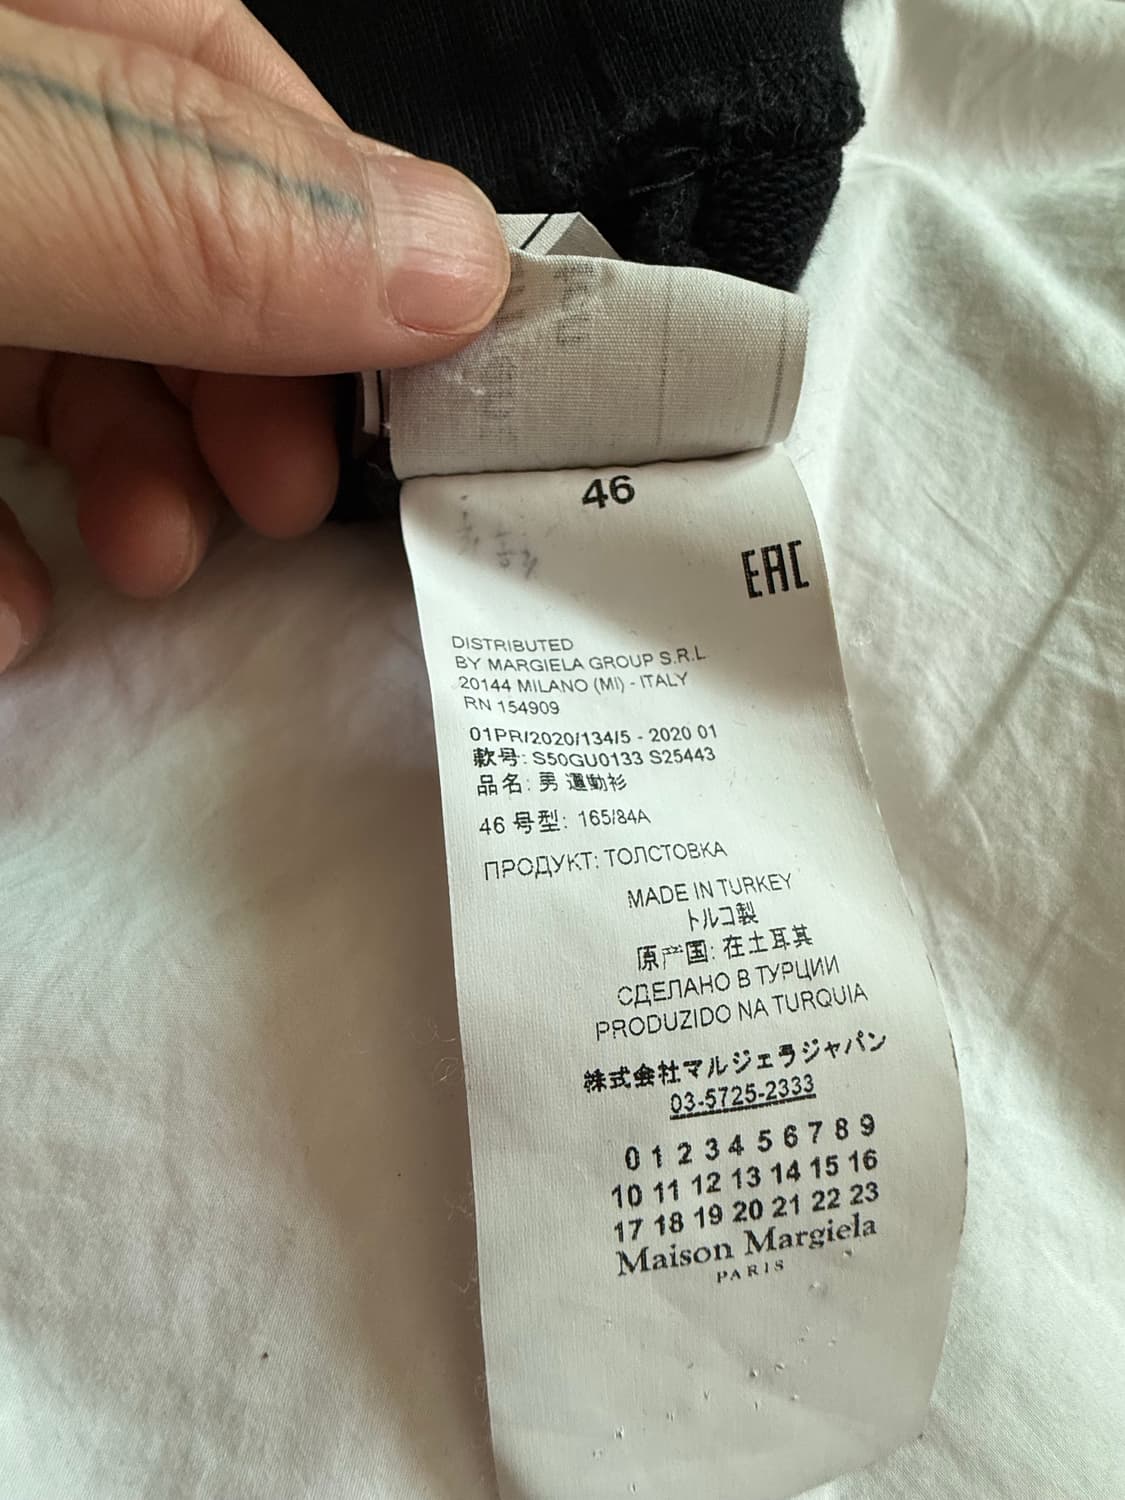 46
EAC
DISTRIBUTED
BY MARGIELA GROUP S.R.L
20144 MILANO (MI) - ITALY
RN 154909
01PR/2020/134/5 - 2020 01
款号: S50GU0133 S25443
品名: 男 運動衫
46 号型: 165/84A
ПРОДУКТ: ТОЛСТОВКА
MADE IN TURKEY
トルコ製
原产国: 在土耳其
СДЕЛАНО В ТУРЦИИ
PRODUZIDO NA TURQUIA
株式会社マルジェラジャパン
03-5725-2333
0 1 2 3 4 5 6 7 8 9
10 11 12 13 14 15 16
17 18 19 20 21 22 23
Maison Margiela
PARIS